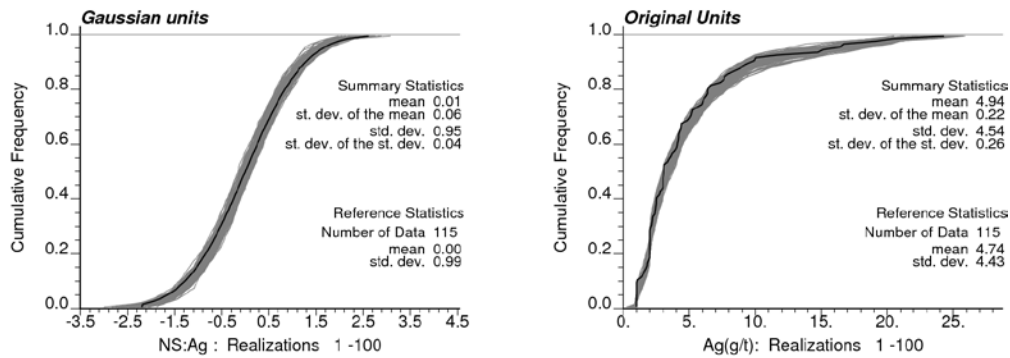 Gaussian units
1.0
0.8
0.6
0.4
0.2
0.0
Cumulative Frequency
-3.5 -2.5 -1.5 -0.5 0.5 1.5 2.5 3.5 4.5
NS:Ag : Realizations 1 -100
Summary Statistics
mean 0.01
st. dev. of the mean 0.06
std. dev. 0.95
st. dev. of the st. dev. 0.04
Reference Statistics
Number of Data 115
mean 0.00
std. dev. 0.99
Original Units
1.0
0.8
0.6
0.4
0.2
0.0
Cumulative Frequency
0. 5. 10. 15. 20. 25.
Ag(g/t): Realizations 1 -100
Summary Statistics
mean 4.94
st. dev. of the mean 0.22
std. dev. 4.54
st. dev. of the st. dev. 0.26
Reference Statistics
Number of Data 115
mean 4.74
std. dev. 4.43